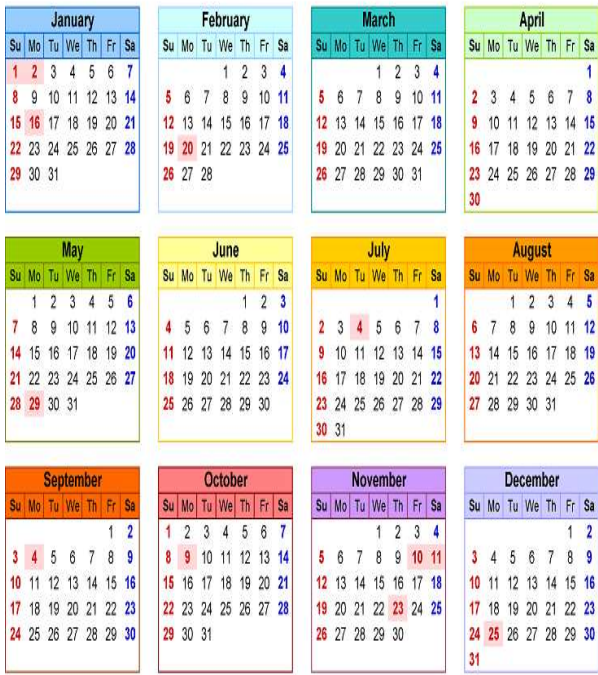 January
Su Mo Tu We Th Fr Sa
1 2 3 4 5 6 7
8 9 10 11 12 13 14
15 16 17 18 19 20 21
22 23 24 25 26 27 28
29 30 31
February
Su Mo Tu We Th Fr Sa
1 2 3 4
5 6 7 8 9 10 11
12 13 14 15 16 17 18
19 20 21 22 23 24 25
26 27 28
March
Su Mo Tu We Th Fr Sa
1 2 3 4
5 6 7 8 9 10 11
12 13 14 15 16 17 18
19 20 21 22 23 24 25
26 27 28 29 30 31
April
Su Mo Tu We Th Fr Sa
1
2 3 4 5 6 7 8
9 10 11 12 13 14 15
16 17 18 19 20 21 22
23 24 25 26 27 28 29
30
May
Su Mo Tu We Th Fr Sa
1 2 3 4 5 6
7 8 9 10 11 12 13
14 15 16 17 18 19 20
21 22 23 24 25 26 27
28 29 30 31
June
Su Mo Tu We Th Fr Sa
1 2 3
4 5 6 7 8 9 10
11 12 13 14 15 16 17
18 19 20 21 22 23 24
25 26 27 28 29 30
July
Su Mo Tu We Th Fr Sa
1
2 3 4 5 6 7 8
9 10 11 12 13 14 15
16 17 18 19 20 21 22
23 24 25 26 27 28 29
30 31
August
Su Mo Tu We Th Fr Sa
1 2 3 4 5
6 7 8 9 10 11 12
13 14 15 16 17 18 19
20 21 22 23 24 25 26
27 28 29 30 31
September
Su Mo Tu We Th Fr Sa
1 2
3 4 5 6 7 8 9
10 11 12 13 14 15 16
17 18 19 20 21 22 23
24 25 26 27 28 29 30
October
Su Mo Tu We Th Fr Sa
1 2 3 4 5 6 7
8 9 10 11 12 13 14
15 16 17 18 19 20 21
22 23 24 25 26 27 28
29 30 31
November
Su Mo Tu We Th Fr Sa
1 2 3 4
5 6 7 8 9 10 11
12 13 14 15 16 17 18
19 20 21 22 23 24 25
26 27 28 29 30
December
Su Mo Tu We Th Fr Sa
1 2
3 4 5 6 7 8 9
10 11 12 13 14 15 16
17 18 19 20 21 22 23
24 25 26 27 28 29 30
31